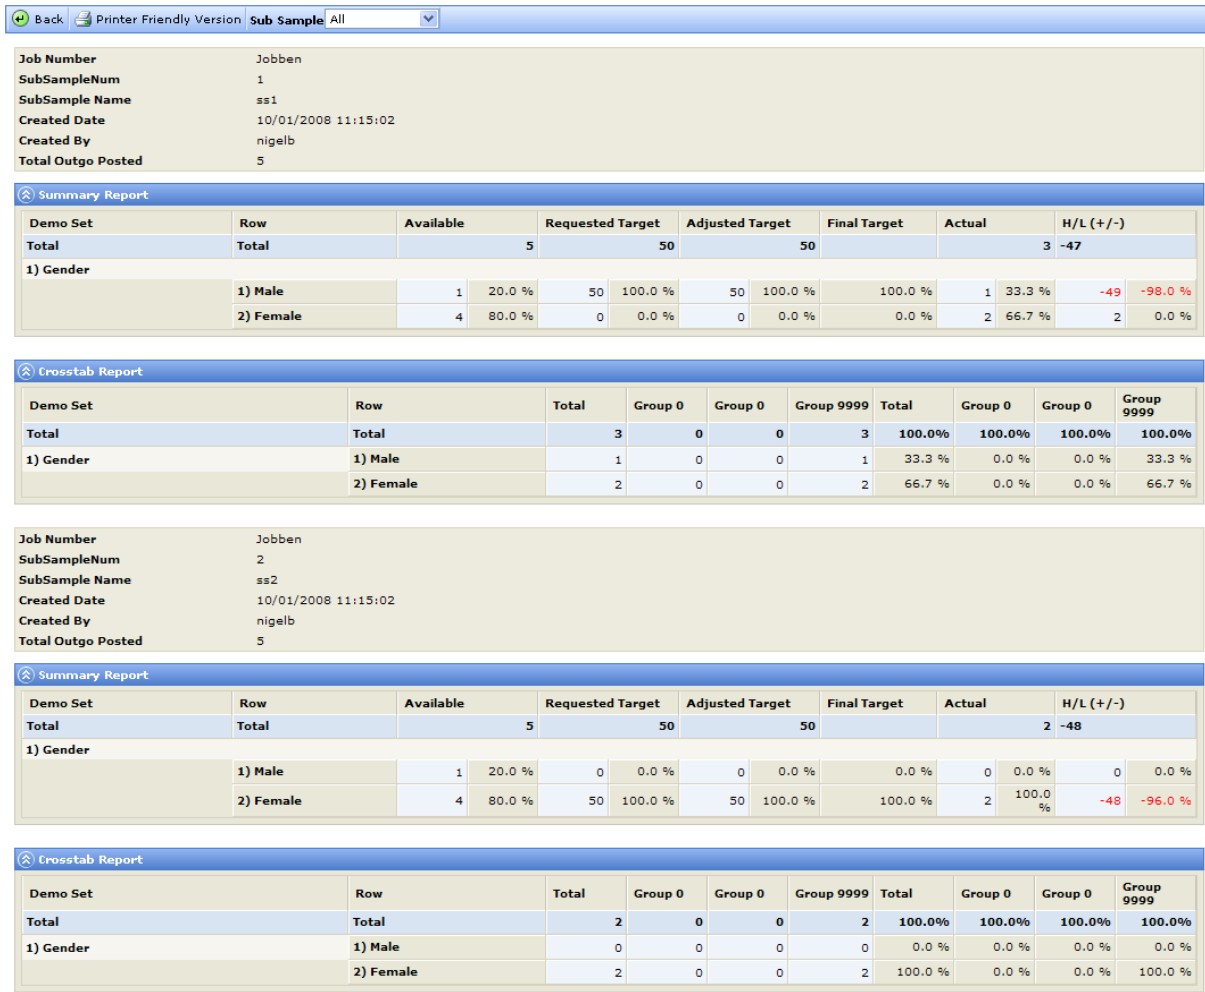 Back Printer Friendly Version Sub Sample All
Job Number Jobben
SubSampleNum 1
SubSample Name ss1
Created Date 10/01/2008 11:15:02
Created By nigelb
Total Outgo Posted 5
Summary Report
Demo Set Row Available Requested Target Adjusted Target Final Target Actual H/L (+/-)
Total Total 5 50 50 3 -47
1) Gender
1) Male 1 20.0 % 50 100.0 % 50 100.0 % 100.0 % 1 33.3 % -49 -98.0 %
2) Female 4 80.0 % 0 0.0 % 0 0.0 % 0.0 % 2 66.7 % 2 0.0 %
Crosstab Report
Demo Set Row Total Group 0 Group 0 Group 9999 Total Group 0 Group 0 Group 9999
Total Total 3 0 0 3 100.0% 100.0% 100.0% 100.0%
1) Gender 1) Male 1 0 0 1 33.3 % 0.0 % 0.0 % 33.3 %
2) Female 2 0 0 2 66.7 % 0.0 % 0.0 % 66.7 %
Job Number Jobben
SubSampleNum 2
SubSample Name ss2
Created Date 10/01/2008 11:15:02
Created By nigelb
Total Outgo Posted 5
Summary Report
Demo Set Row Available Requested Target Adjusted Target Final Target Actual H/L (+/-)
Total Total 5 50 50 2 -48
1) Gender
1) Male 1 20.0 % 0 0.0 % 0 0.0 % 0.0 % 0 0.0 % 0 0.0 %
2) Female 4 80.0 % 50 100.0 % 50 100.0 % 100.0 % 2 100.0 % -48 -96.0 %
Crosstab Report
Demo Set Row Total Group 0 Group 0 Group 9999 Total Group 0 Group 0 Group 9999
Total Total 2 0 0 2 100.0% 100.0% 100.0% 100.0%
1) Gender 1) Male 0 0 0 0 0.0 % 0.0 % 0.0 % 0.0 %
2) Female 2 0 0 2 100.0 % 0.0 % 0.0 % 100.0 %